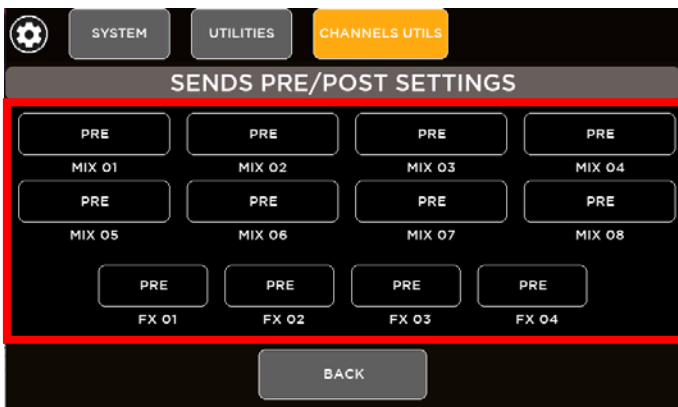 SYSTEM UTILITIES CHANNELS UTILS
SENDS PRE/POST SETTINGS
PRE PRE PRE PRE
MIX 01 MIX 02 MIX 03 MIX 04
PRE PRE PRE PRE
MIX 05 MIX 06 MIX 07 MIX 08
PRE PRE PRE PRE
FX 01 FX 02 FX 03 FX 04
BACK